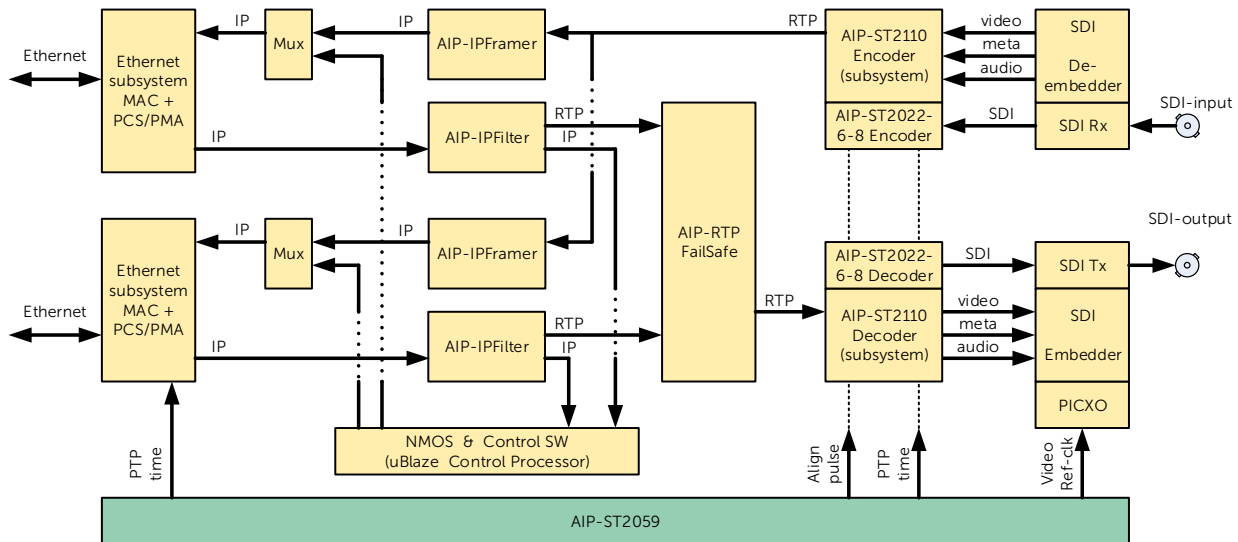 Ethernet
Ethernet
subsystem
MAC +
PCS/PMA
IP
Mux
IP
AIP-IPFramer
RTP
AIP-ST2110
Encoder
(subsystem)
video
meta
audio
SDI
De-
embedder
AIP-ST2022-
6-8 Encoder
SDI
SDI Rx
SDI-input
IP
AIP-IPFilter
RTP
IP
AIP-RTP
FailSafe
Ethernet
Ethernet
subsystem
MAC +
PCS/PMA
IP
Mux
IP
AIP-IPFramer
IP
AIP-IPFilter
RTP
IP
RTP
AIP-ST2022-
6-8 Decoder
SDI
SDI Tx
SDI-output
AIP-ST2110
Decoder
(subsystem)
video
meta
audio
SDI
Embedder
PICXO
NMOS & Control SW
(uBlaze Control Processor)
PTP
time
Align
pulse
PTP
time
Video
Ref-clk
AIP-ST2059